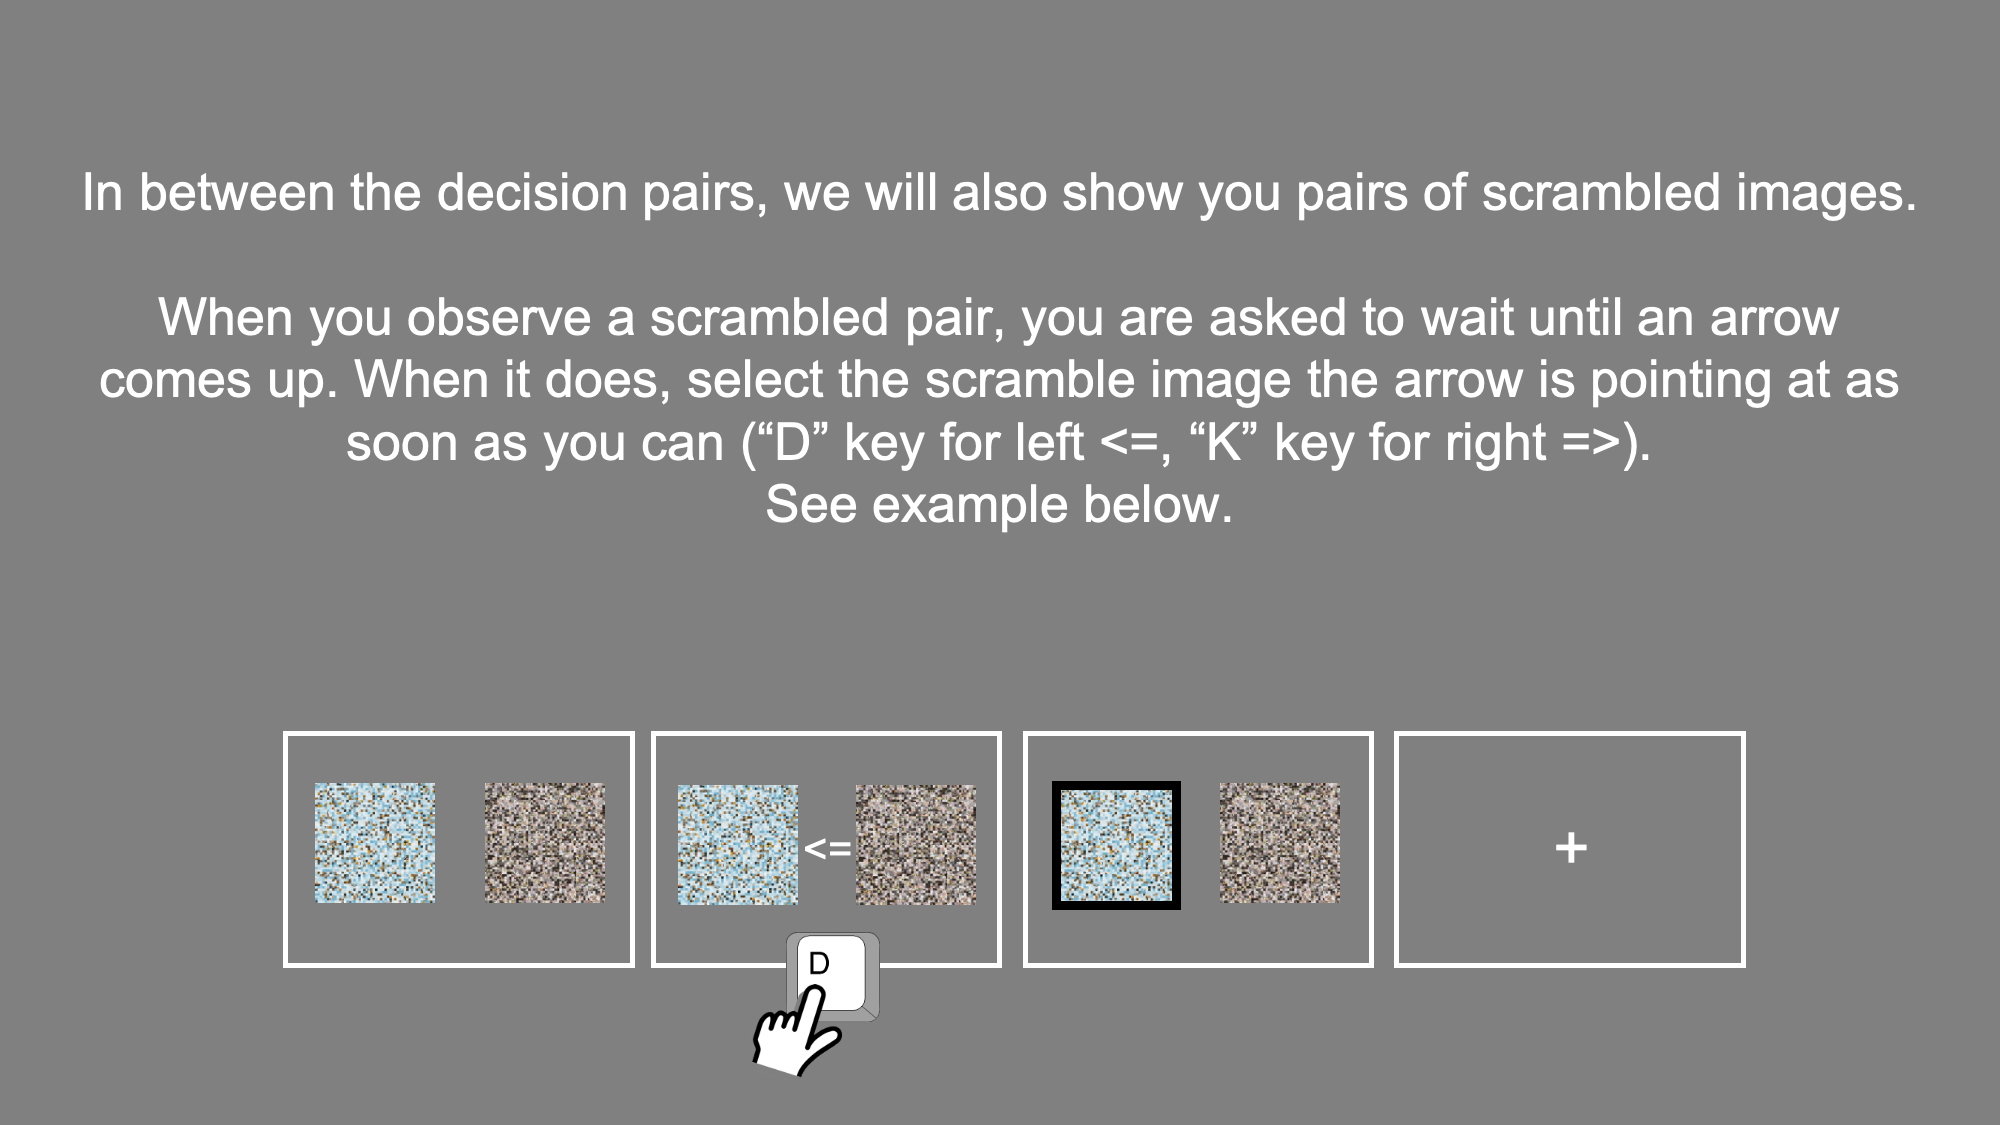 In between the decision pairs, we will also show you pairs of scrambled images.
When you observe a scrambled pair, you are asked to wait until an arrow
comes up. When it does, select the scramble image the arrow is pointing at as
soon as you can (“D” key for left <=, “K” key for right =>).
See example below.
<=
+
D